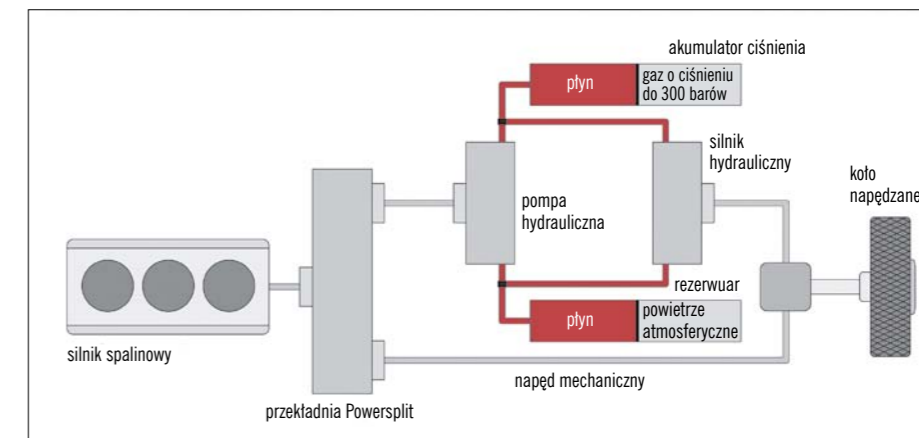 akumulator ciśnienia
płyn
gaz o ciśnieniu
do 300 barów
silnik
hydrauliczny
koło
napędzane
pompa
hydrauliczna
rezerwuar
płyn
powietrze
atmosferyczne
silnik spalinowy
napęd mechaniczny
przekładnia Powersplit